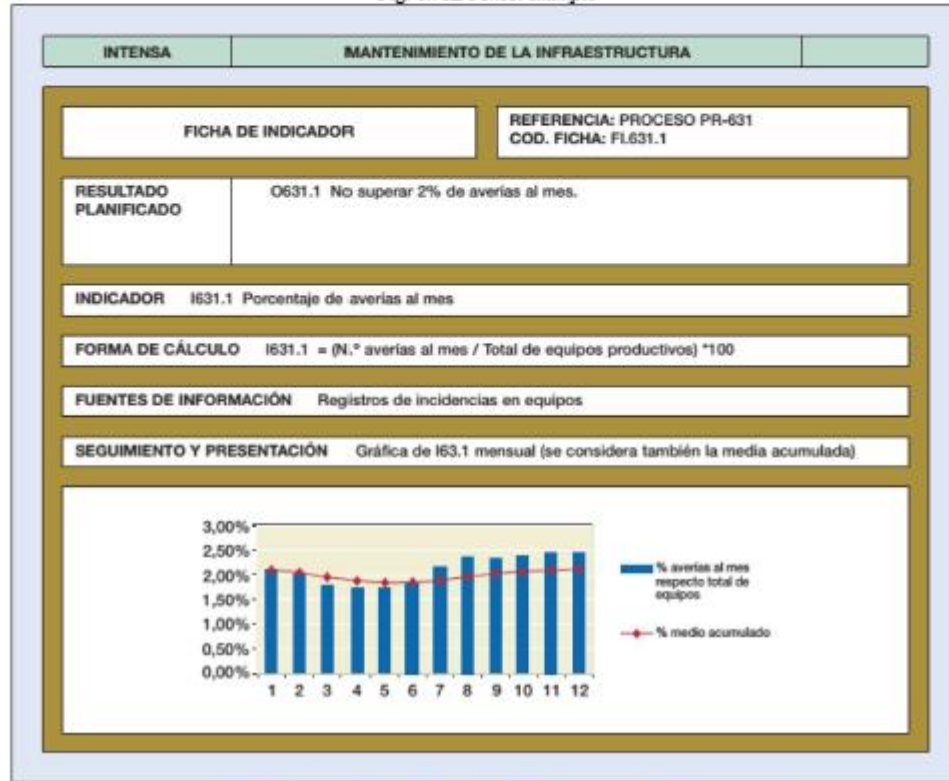 INTENSA MANTENIMIENTO DE LA INFRAESTRUCTURA
FICHA DE INDICADOR
REFERENCIA: PROCESO PR-631
COD. FICHA: FI.631.1
RESULTADO
PLANIFICADO
O631.1 No superar 2% de averías al mes.
INDICADOR I631.1 Porcentaje de averías al mes
FORMA DE CÁLCULO I631.1 = (N.º averías al mes / Total de equipos productivos) *100
FUENTES DE INFORMACIÓN Registros de incidencias en equipos
SEGUIMIENTO Y PRESENTACIÓN Gráfica de I63.1 mensual (se considera también la media acumulada)
3,00%
2,50%
2,00%
1,50%
1,00%
0,50%
0,00%
1 2 3 4 5 6 7 8 9 10 11 12
% averías al mes
respecto total de
equipos
% medio acumulado